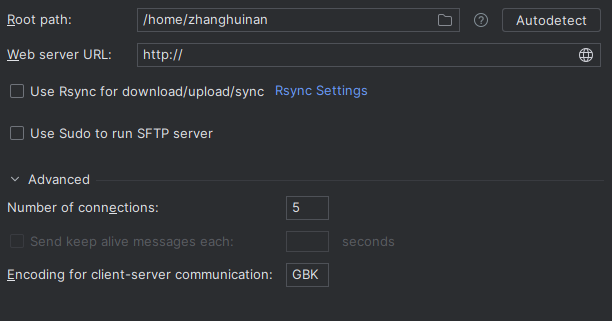 Root path: /home/zhanghuinan ? Autodetect
Web server URL: http://
Use Rsync for download/upload/sync Rsync Settings
Use Sudo to run SFTP server
Advanced
Number of connections: 5
Send keep alive messages each: seconds
Encoding for client-server communication: GBK